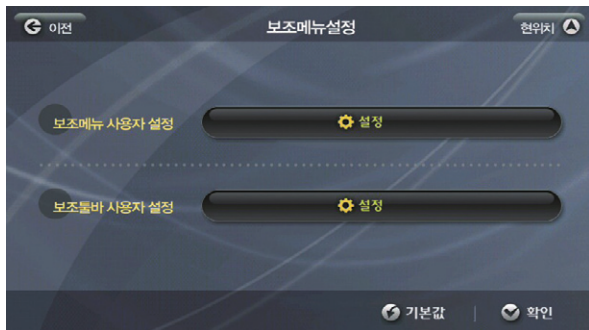 이전 보조메뉴설정 현위치
보조메뉴 사용자 설정 설정
보조툴바 사용자 설정 설정
기본값 확인